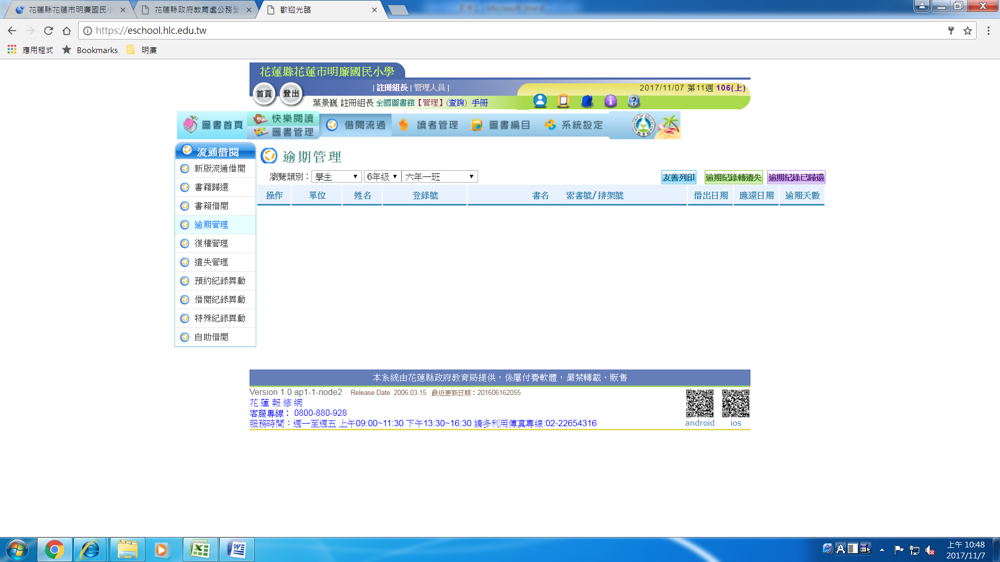 花蓮縣花蓮市明廉國民小
花蓮縣政府教育處公務登
歡迎光臨
https://eschool.hlc.edu.tw
應用程式 Bookmarks 明廉
花蓮縣花蓮市明廉國民小學
首頁 登出
| 註冊組長 | 管理人員 |
2017/11/07 第11週 106(上)
葉景巍 註冊組長 全國圖書館【管理】(查詢) 手冊
圖書首頁
快樂閱讀
圖書管理
借閱流通
讀者管理
圖書編目
系統設定
流通借閱
新版流通借閱
書籍歸還
書籍借閱
逾期管理
復權管理
遺失管理
預約紀錄異動
借閱紀錄異動
特殊紀錄異動
自助借閱
逾期管理
瀏覽類別：學生 6年級 六年一班
友善列印 逾期紀錄轉遺失 逾期紀錄已歸還
操作 單位 姓名 登錄號 書名 索書號/排架號 借出日期 應還日期 逾期天數
本系統由花蓮縣政府教育局提供，係屬付費軟體，嚴禁轉載、販售
Version 1.0 ap1-1-node2 Release Date 2006.03.15 最近更新日期：201606162055
花蓮報修網
客服專線： 0800-880-928
服務時間：週一至週五 上午09:00~11:30 下午13:30~16:30 請多利用傳真專線:02-22654316
android ios
上午 10:48
2017/11/7